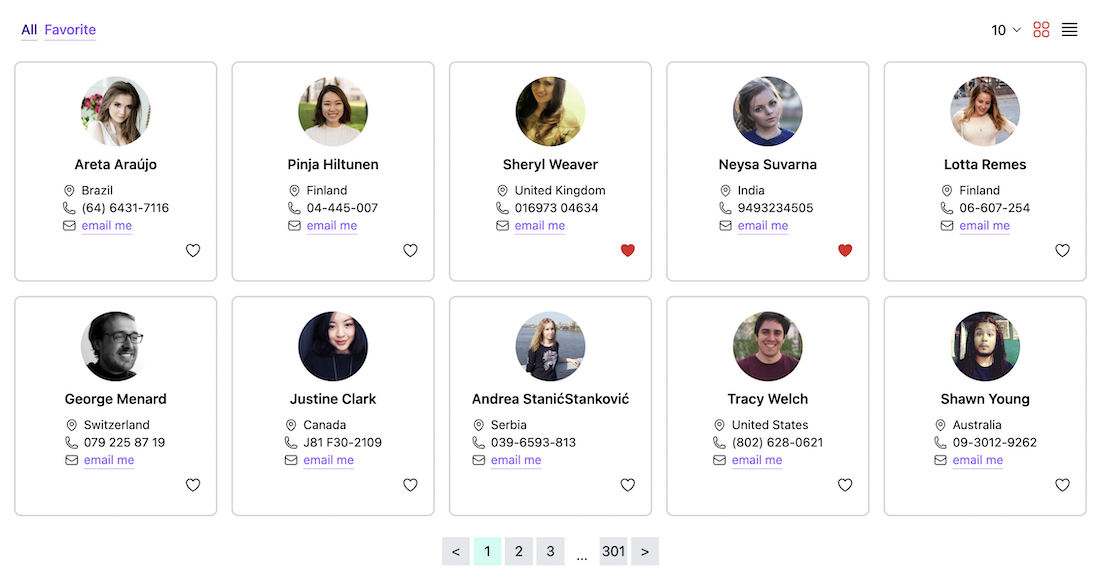 All Favorite
10
Areta Araújo
Brazil
(64) 6431-7116
email me
Pinja Hiltunen
Finland
04-445-007
email me
Sheryl Weaver
United Kingdom
016973 04634
email me
Neysa Suvarna
India
9493234505
email me
Lotta Remes
Finland
06-607-254
email me
George Menard
Switzerland
079 225 87 19
email me
Justine Clark
Canada
J81 F30-2109
email me
Andrea StanićStanković
Serbia
039-6593-813
email me
Tracy Welch
United States
(802) 628-0621
email me
Shawn Young
Australia
09-3012-9262
email me
< 1 2 3 ... 301 >